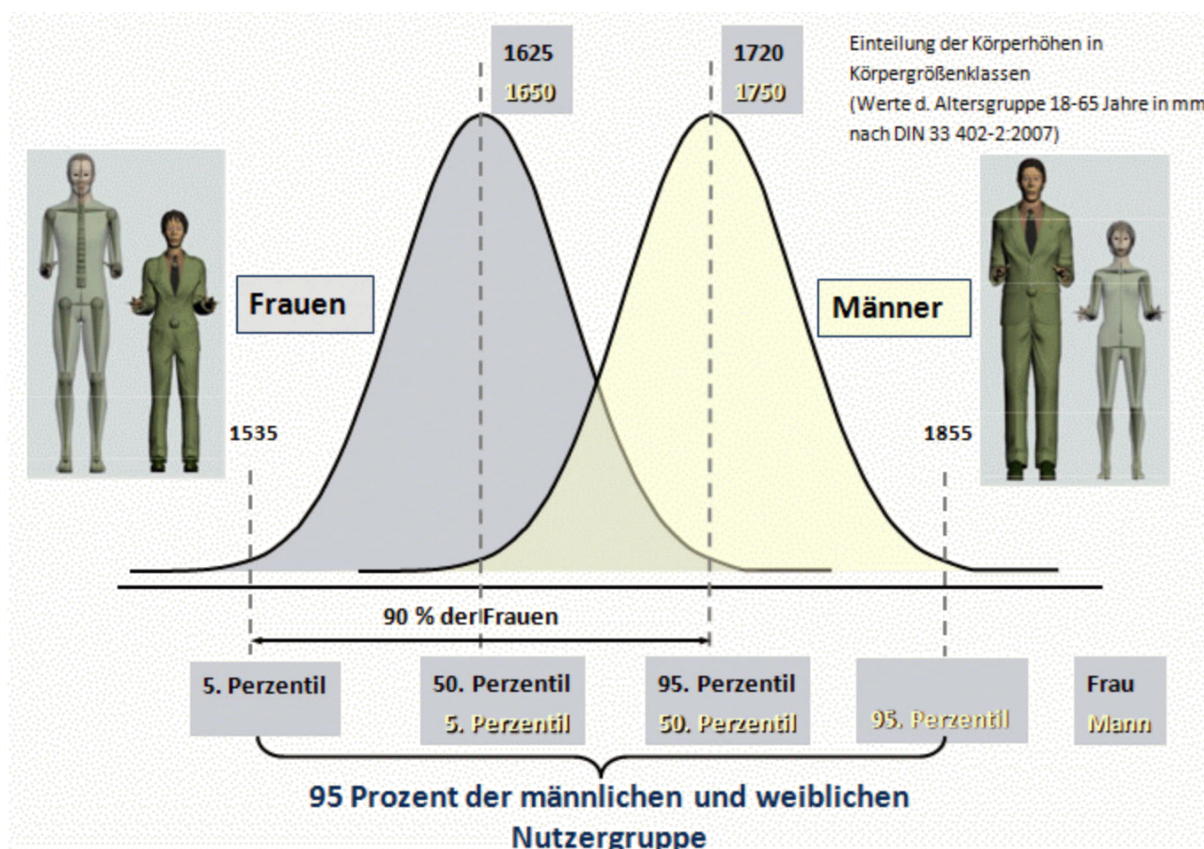 1625
1650
1720
1750
Einteilung der Körperhöhen in
Körpergrößenklassen
(Werte d. Altersgruppe 18-65 Jahre in mm
nach DIN 33 402-2:2007)
Frauen
Männer
1535
1855
90 % der Frauen
5. Perzentil
50. Perzentil
5. Perzentil
95. Perzentil
50. Perzentil
95. Perzentil
Frau
Mann
95 Prozent der männlichen und weiblichen
Nutzergruppe